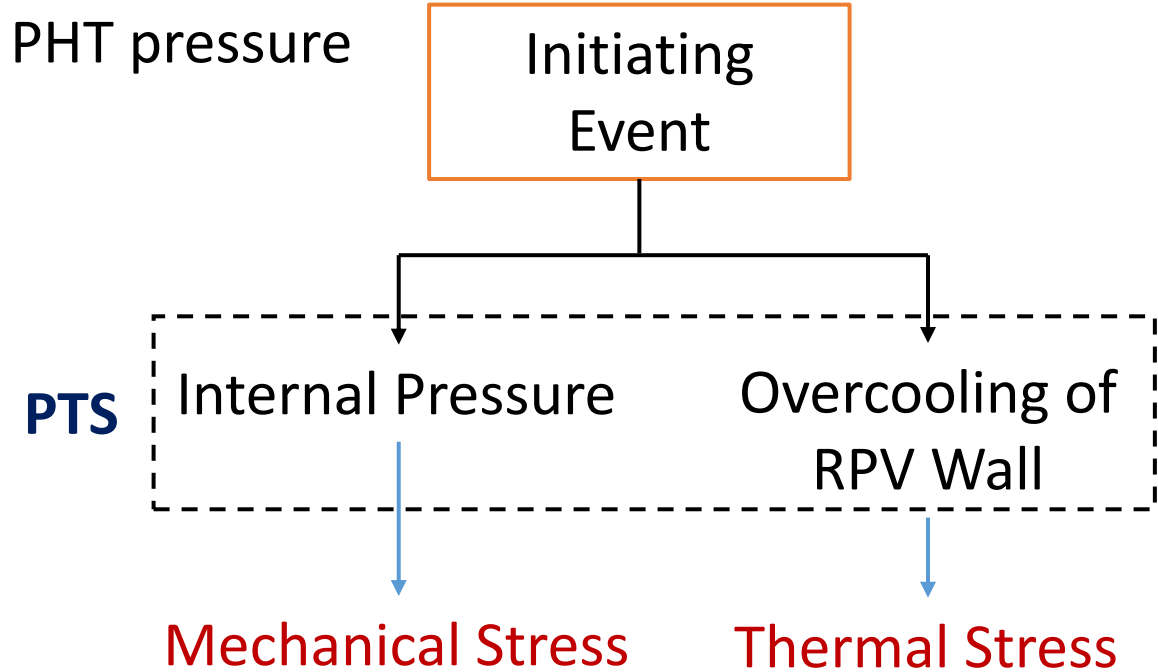 PHT pressure
Initiating
Event
PTS
Internal Pressure
Overcooling of
RPV Wall
Mechanical Stress
Thermal Stress